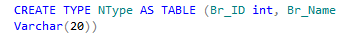 CREATE TYPE NType AS TABLE (Br_ID int, Br_Name
Varchar(20))